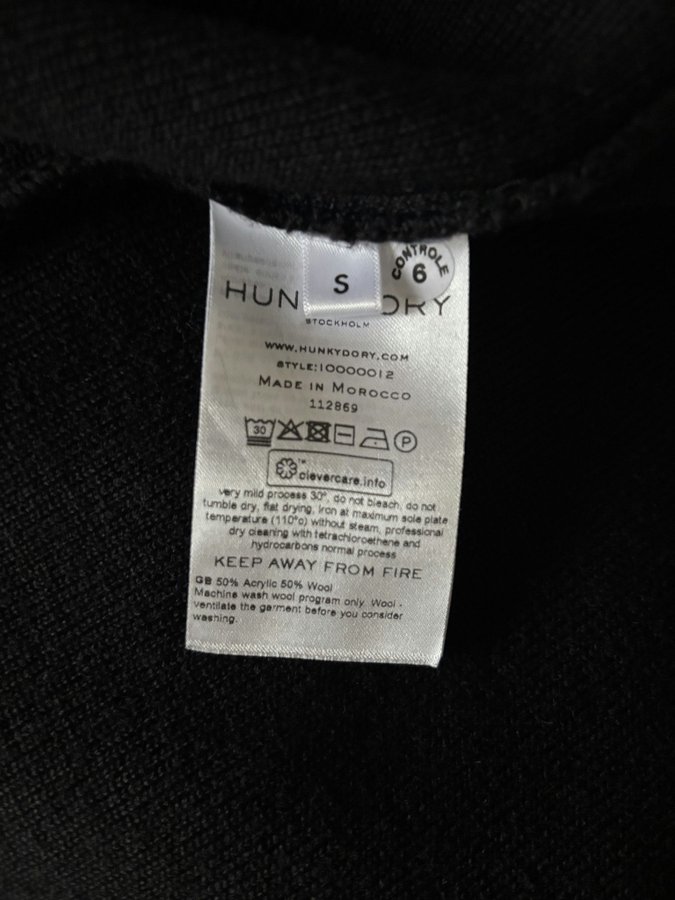 S
CONTROLE
6
HUN DRY
STOCKHOLM
WWW.HUNKYDORY.COM
STYLE:10000012
MADE IN MOROCCO
112869
30
P
clevercare.info
very mild process 30°, do not bleach, do not
tumble dry, flat drying, iron at maximum sole plate
temperature (110°c) without steam, professional
dry cleaning with tetrachloroethene and
hydrocarbons normal process
KEEP AWAY FROM FIRE
GB 50% Acrylic 50% Wool
Machine wash wool program only. Wool -
ventilate the garment before you consider
washing.